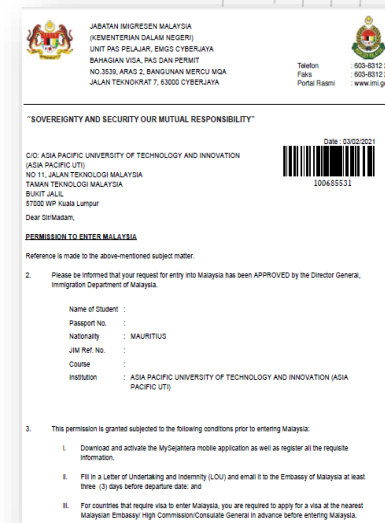 JABATAN IMIGRESEN MALAYSIA
(KEMENTERIAN DALAM NEGERI)
UNIT PAS PELAJAR, EMGS CYBERJAYA
BAHAGIAN VISA, PAS DAN PERMIT
NO.3539, ARAS 2, BANGUNAN MERCU MQA
JALAN TEKNOKRAT 7, 63000 CYBERJAYA
Telefon : 603-8312
Faks : 603-8312
Portal Rasmi : www.imi.g
"SOVEREIGNTY AND SECURITY OUR MUTUAL RESPONSIBILITY"
Date : 03/02/2021
100685531
C/O: ASIA PACIFIC UNIVERSITY OF TECHNOLOGY AND INNOVATION
(ASIA PACIFIC UTI)
NO 11, JALAN TEKNOLOGI MALAYSIA
TAMAN TEKNOLOGI MALAYSIA
BUKIT JALIL
57000 WP Kuala Lumpur
Dear Sir/Madam,
PERMISSION TO ENTER MALAYSIA
Reference is made to the above-mentioned subject matter.
2. Please be informed that your request for entry into Malaysia has been APPROVED by the Director General,
Immigration Department of Malaysia.
Name of Student :
Passport No. :
Nationality : MAURITIUS
JIM Ref. No. :
Course :
Institution : ASIA PACIFIC UNIVERSITY OF TECHNOLOGY AND INNOVATION (ASIA
PACIFIC UTI)
3. This permission is granted subjected to the following conditions prior to entering Malaysia:
I. Download and activate the MySejahtera mobile application as well as register all the requisite
information.
II. Fill in a Letter of Undertaking and Indemnity (LOU) and email it to the Embassy of Malaysia at least
three (3) days before departure date; and
III. For countries that require visa to enter Malaysia, you are required to apply for a visa at the nearest
Malaysian Embassy/ High Commission/Consulate General in advance before entering Malaysia.